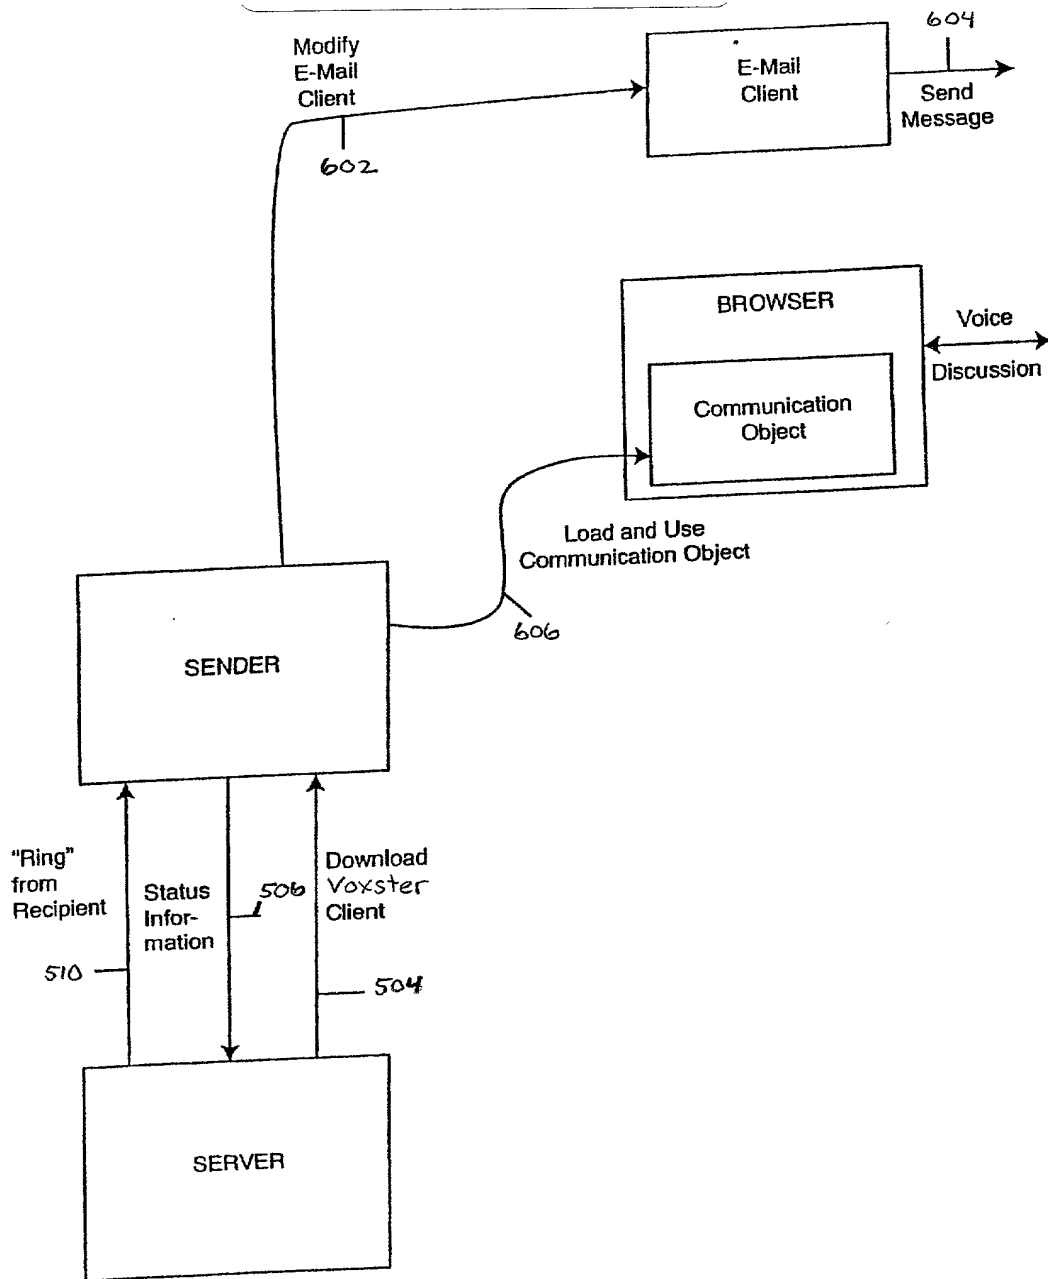 604
Modify
E-Mail
Client
E-Mail
Client
Send
Message
602
BROWSER
Voice
Discussion
Communication
Object
Load and Use
Communication Object
606
SENDER
"Ring"
from
Recipient
Status
Infor-
mation
506
Download
Voxster
Client
510
504
SERVER